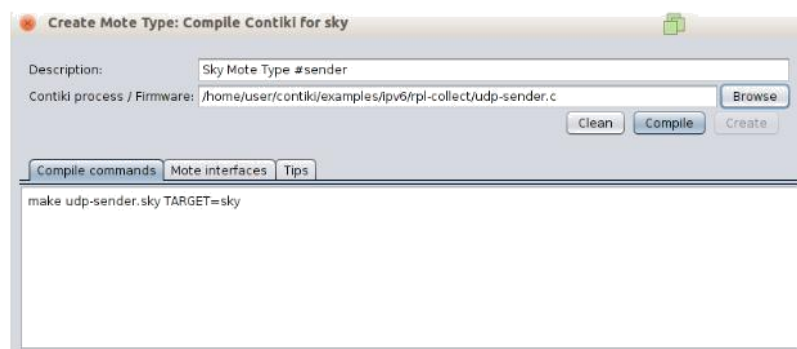 Create Mote Type: Compile Contiki for sky
Description: Sky Mote Type #sender
Contiki process / Firmware: /home/user/contiki/examples/ipv6/rpl-collect/udp-sender.c Browse
Clean Compile Create
Compile commands Mote interfaces Tips
make udp-sender.sky TARGET=sky